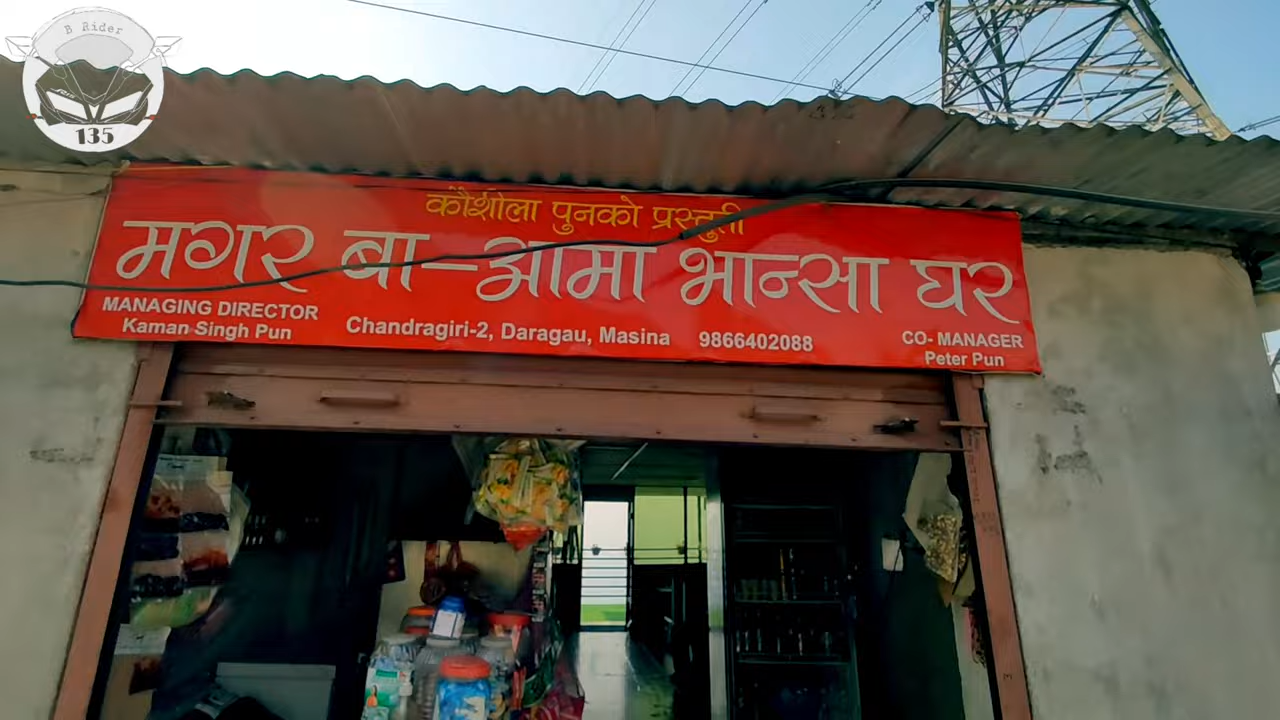 B Rider
135
कौशीला पुनको प्रस्तुती
मगर बा-आमा भान्सा घर
MANAGING DIRECTOR
Kaman Singh Pun
Chandragiri-2, Daragau, Masina 9866402088
CO- MANAGER
Peter Pun